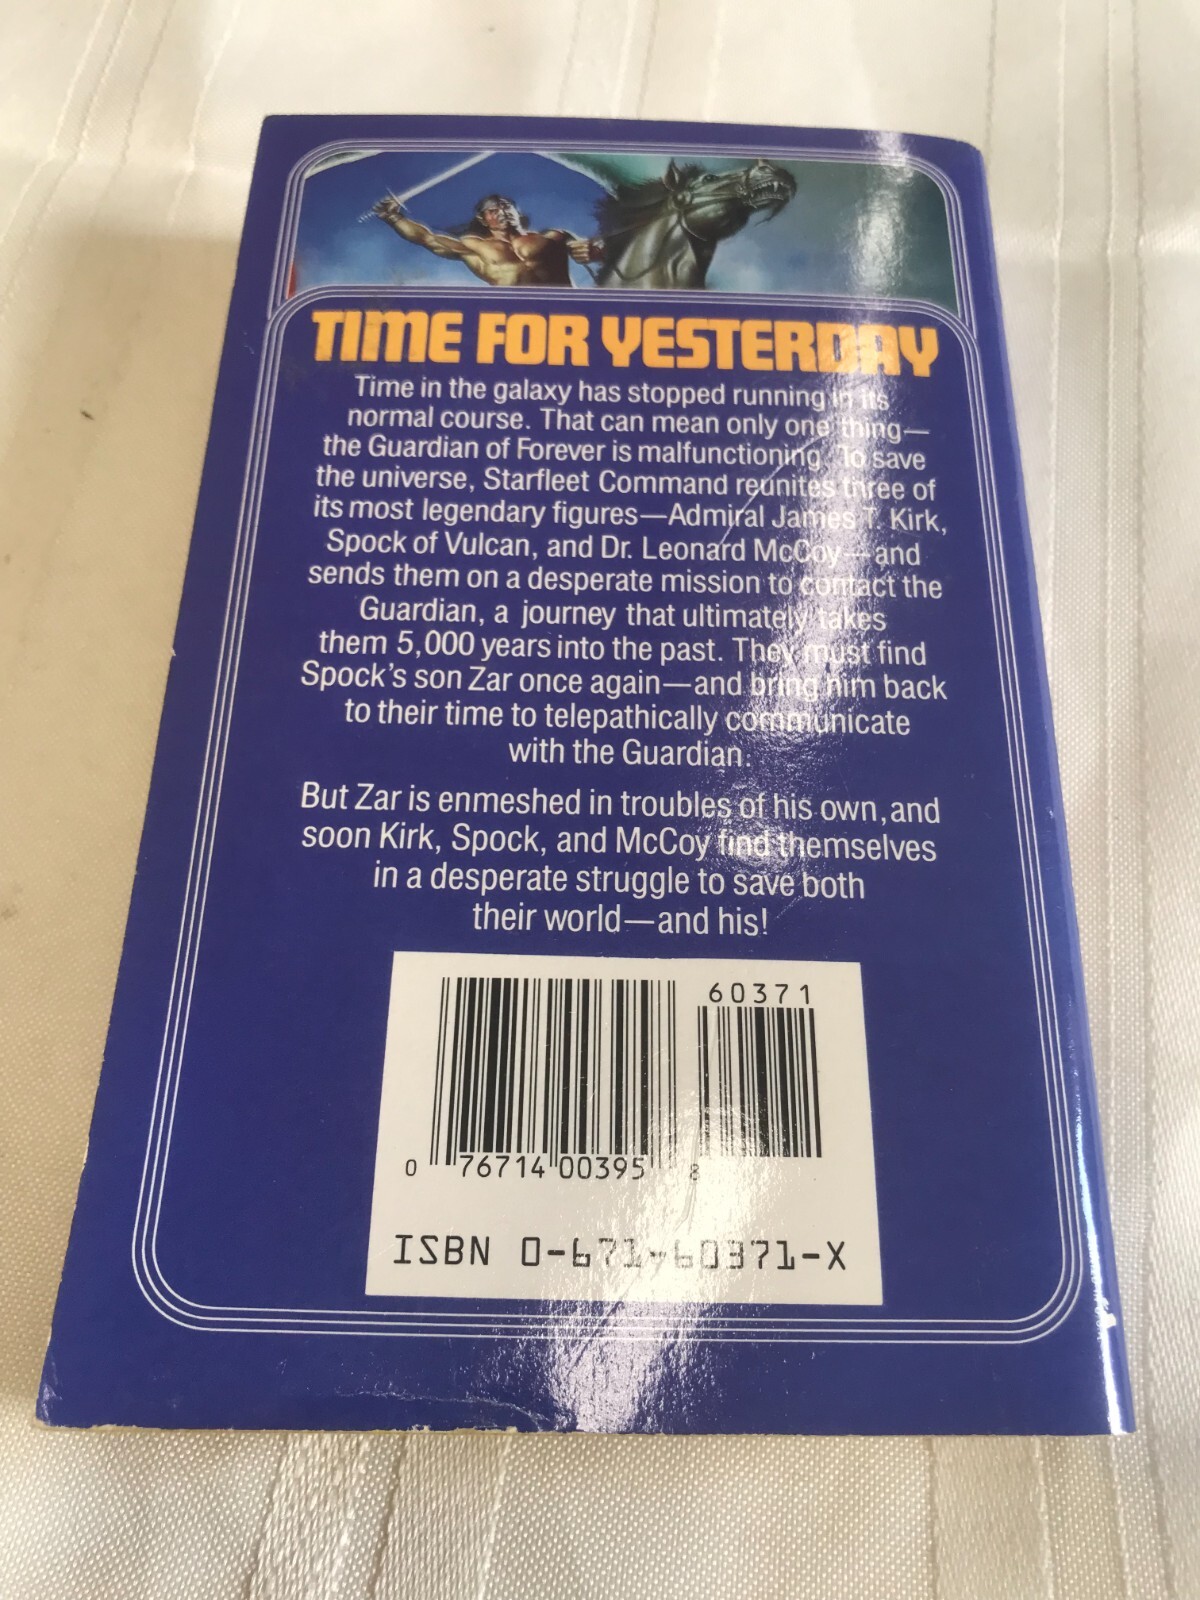 TIME FOR YESTERDAY
Time in the galaxy has stopped running in its
normal course. That can mean only one thing—
the Guardian of Forever is malfunctioning. To save
the universe, Starfleet Command reunites three of
its most legendary figures—Admiral James T. Kirk,
Spock of Vulcan, and Dr. Leonard McCoy—and
sends them on a desperate mission to contact the
Guardian, a journey that ultimately takes
them 5,000 years into the past. They must find
Spock's son Zar once again—and bring him back
to their time to telepathically communicate
with the Guardian.
But Zar is enmeshed in troubles of his own, and
soon Kirk, Spock, and McCoy find themselves
in a desperate struggle to save both
their world—and his!
60371
0 76714 00395 8
ISBN 0-671-60371-X